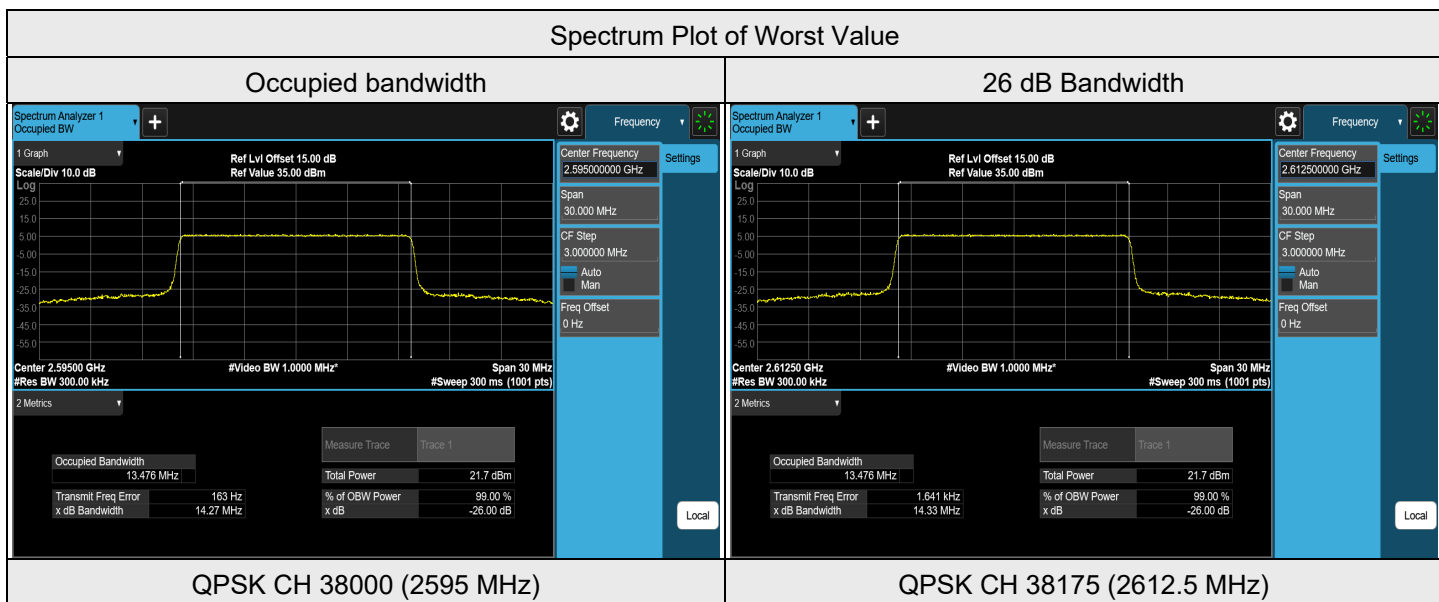 Spectrum Plot of Worst Value
Occupied bandwidth
26 dB Bandwidth
Spectrum Analyzer 1
Occupied BW
+
Frequency
1 Graph
Ref Lvl Offset 15.00 dB
Scale/Div 10.0 dB
Ref Value 35.00 dBm
Log
25.0
15.0
5.00
-5.00
-15.0
-25.0
-35.0
-45.0
-55.0
Center 2.59500 GHz
#Video BW 1.0000 MHz*
Span 30 MHz
#Res BW 300.00 kHz
#Sweep 300 ms (1001 pts)
Center Frequency
2.595000000 GHz
Settings
Span
30.000 MHz
CF Step
3.000000 MHz
Auto
Man
Freq Offset
0 Hz
Local
2 Metrics
Measure Trace Trace 1
Occupied Bandwidth
13.476 MHz
Total Power 21.7 dBm
Transmit Freq Error 163 Hz
% of OBW Power 99.00 %
x dB Bandwidth 14.27 MHz
x dB -26.00 dB
Spectrum Analyzer 1
Occupied BW
+
Frequency
1 Graph
Ref Lvl Offset 15.00 dB
Scale/Div 10.0 dB
Ref Value 35.00 dBm
Log
25.0
15.0
5.00
-5.00
-15.0
-25.0
-35.0
-45.0
-55.0
Center 2.61250 GHz
#Video BW 1.0000 MHz*
Span 30 MHz
#Res BW 300.00 kHz
#Sweep 300 ms (1001 pts)
Center Frequency
2.612500000 GHz
Settings
Span
30.000 MHz
CF Step
3.000000 MHz
Auto
Man
Freq Offset
0 Hz
Local
2 Metrics
Measure Trace Trace 1
Occupied Bandwidth
13.476 MHz
Total Power 21.7 dBm
Transmit Freq Error 1.641 kHz
% of OBW Power 99.00 %
x dB Bandwidth 14.33 MHz
x dB -26.00 dB
QPSK CH 38000 (2595 MHz)
QPSK CH 38175 (2612.5 MHz)